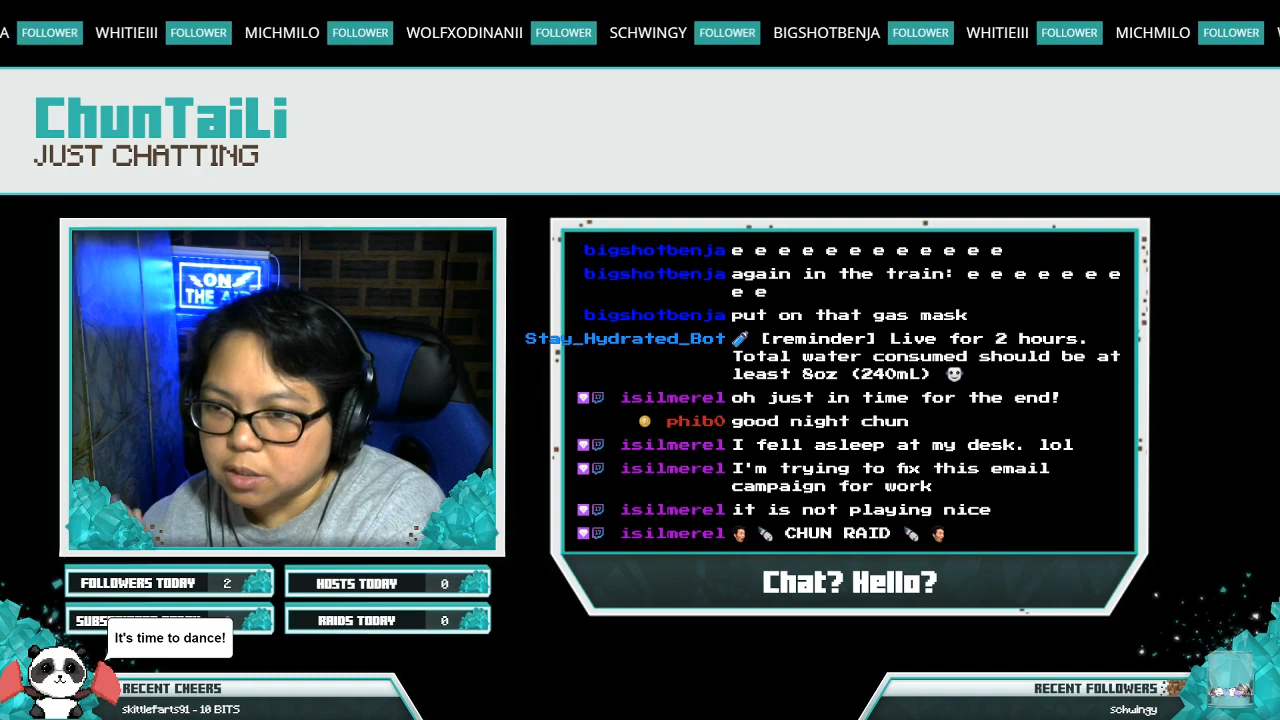 A FOLLOWER WHITIEIII FOLLOWER MICHMILO FOLLOWER WOLFXODINANII FOLLOWER SCHWINGY FOLLOWER BIGSHOTBENJA FOLLOWER WHITIEIII FOLLOWER MICHMILO FOLLOWER
ChunTaiLi
JUST CHATTING
ON
THE AIR
bigshotbenja e e e e e e e e e e e e
bigshotbenja again in the train: e e e e e e e
e e
bigshotbenja put on that gas mask
Stay_Hydrated_Bot [reminder] Live for 2 hours.
Total water consumed should be at
least 8oz (240mL)
isilmerel oh just in time for the end!
phib0 good night chun
isilmerel I fell asleep at my desk. lol
isilmerel I'm trying to fix this email
campaign for work
isilmerel it is not playing nice
isilmerel CHUN RAID
Chat? Hello?
FOLLOWERS TODAY 2
HOSTS TODAY 0
RAIDS TODAY 0
It's time to dance!
RECENT CHEERS
skittlefarts91 - 10 BITS
RECENT FOLLOWERS
schwingy